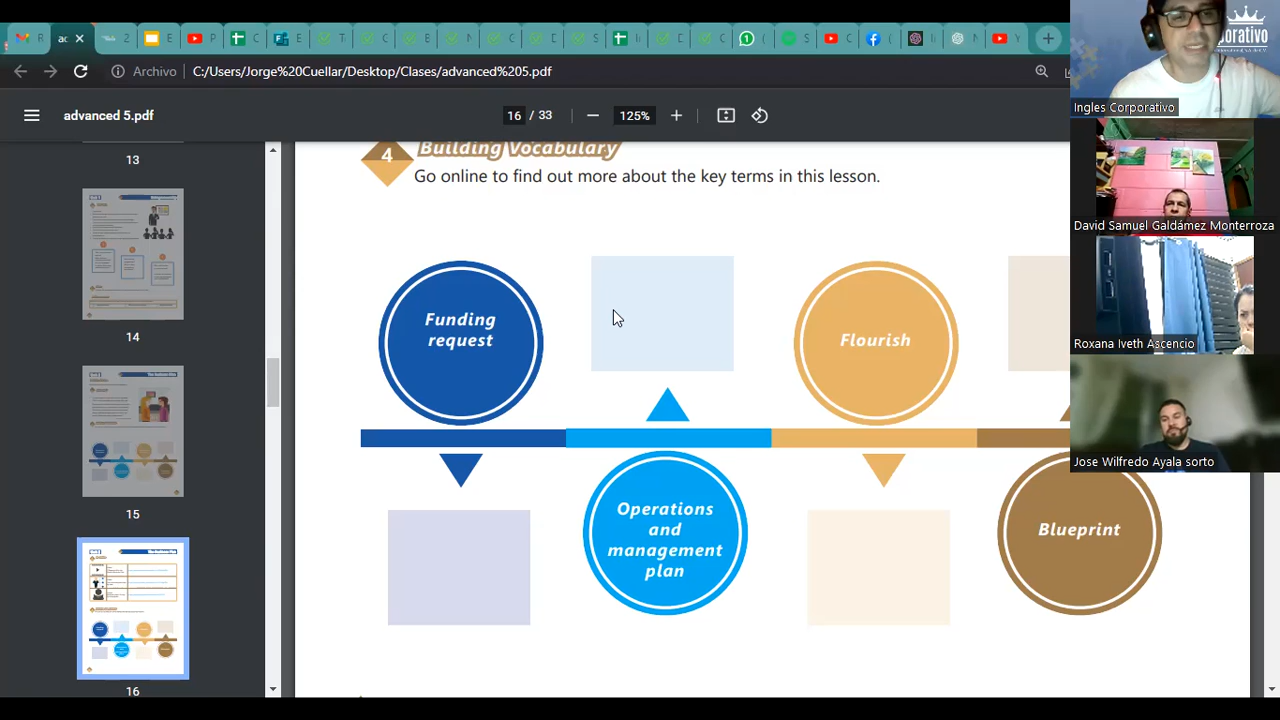 Archivo
C:/Users/Jorge%20Cuellar/Desktop/Clases/advanced%205.pdf
advanced 5.pdf
16 / 33
125%
13
14
15
16
4
Building Vocabulary
Go online to find out more about the key terms in this lesson.
Funding
request
Flourish
Operations
and
management
plan
Blueprint
Ingles Corporativo
David Samuel Galdámez Monterroza
Roxana Iveth Ascencio
Jose Wilfredo Ayala sorto